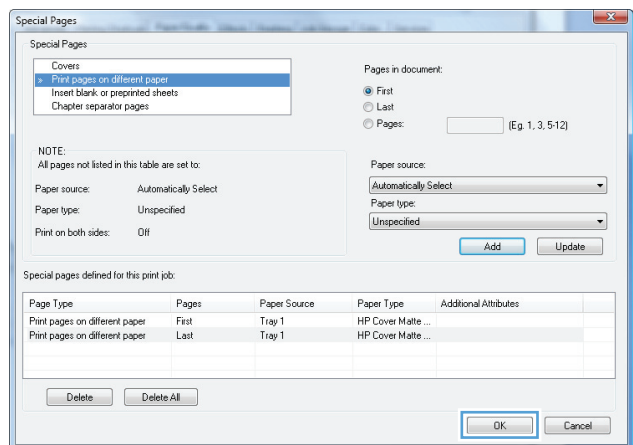 Special Pages
Special Pages
Covers
» Print pages on different paper
Insert blank or preprinted sheets
Chapter separator pages
Pages in document:
First
Last
Pages: (Eg. 1, 3, 5-12)
NOTE:
All pages not listed in this table are set to:
Paper source: Automatically Select
Paper type: Unspecified
Print on both sides: Off
Paper source:
Automatically Select
Paper type:
Unspecified
Add Update
Special pages defined for this print job:
Page Type Pages Paper Source Paper Type Additional Attributes
Print pages on different paper First Tray 1 HP Cover Matte ...
Print pages on different paper Last Tray 1 HP Cover Matte ...
Delete Delete All
OK Cancel